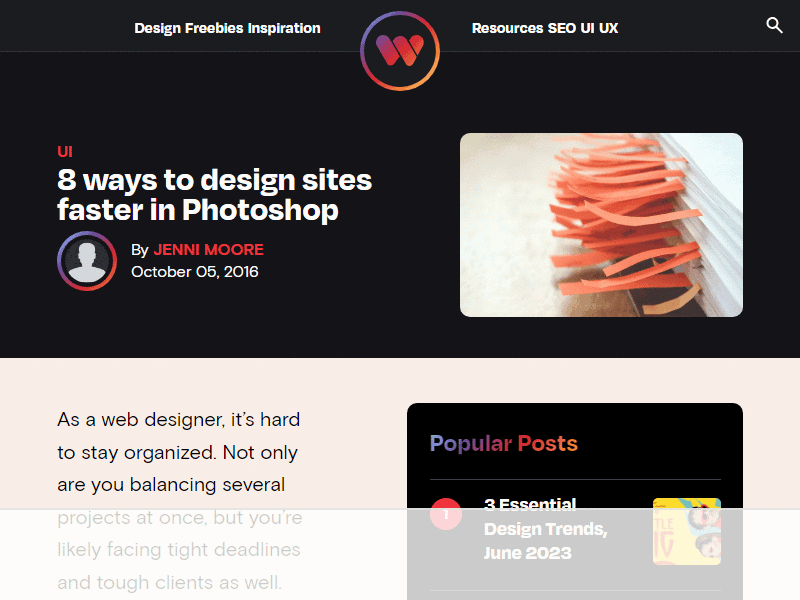 Design Freebies Inspiration
Resources SEO UI UX
UI
8 ways to design sites
faster in Photoshop
By JENNI MOORE
October 05, 2016
As a web designer, it's hard
to stay organized. Not only
are you balancing several
projects at once, but you're
likely facing tight deadlines
and tough clients as well.
Popular Posts
1
3 Essential
Design Trends,
June 2023